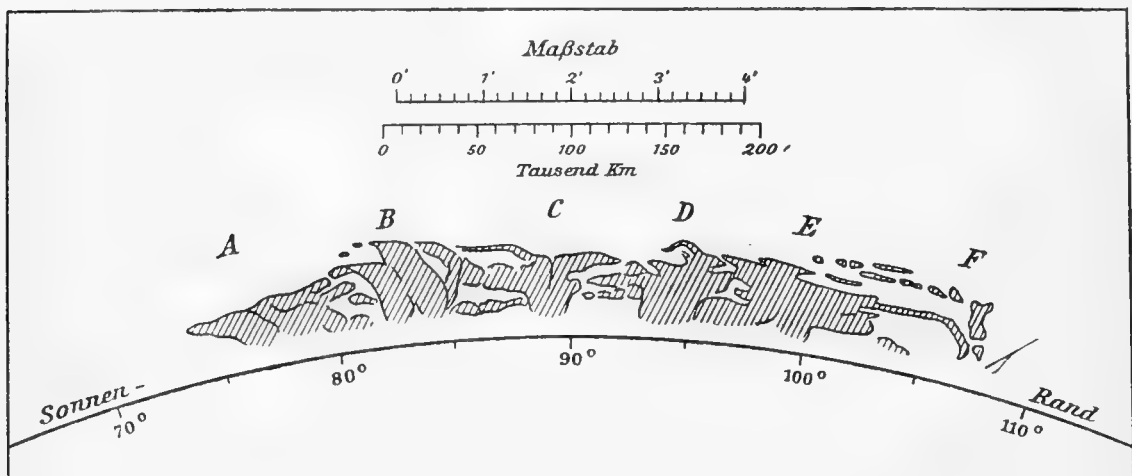 Maßstab
0' 1' 2' 3' 4'
0 50 100 150 200
Tausend Km
A B C D E F
80° 90° 100°
Sonnen- Rand
70° 110°